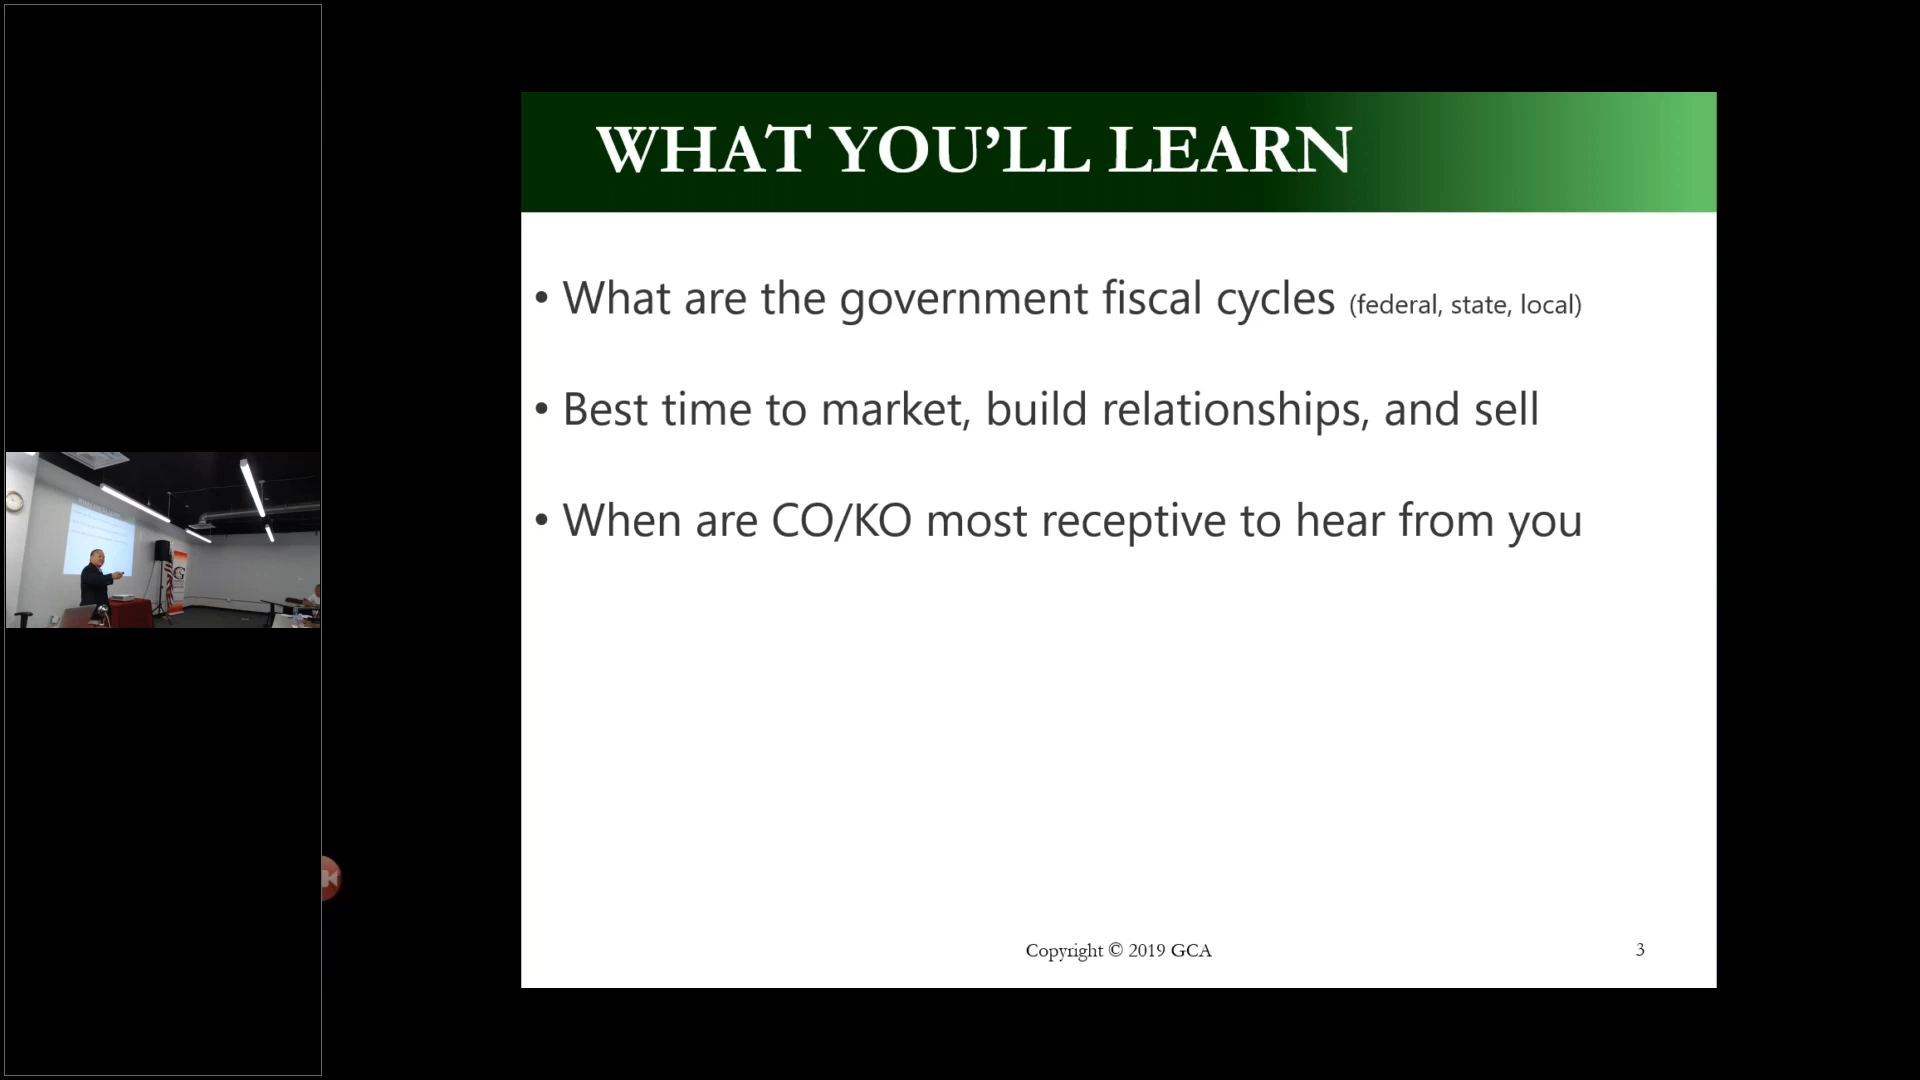 WHAT YOU’LL LEARN
• What are the government fiscal cycles (federal, state, local)
• Best time to market, build relationships, and sell
• When are CO/KO most receptive to hear from you
Copyright © 2019 GCA
3